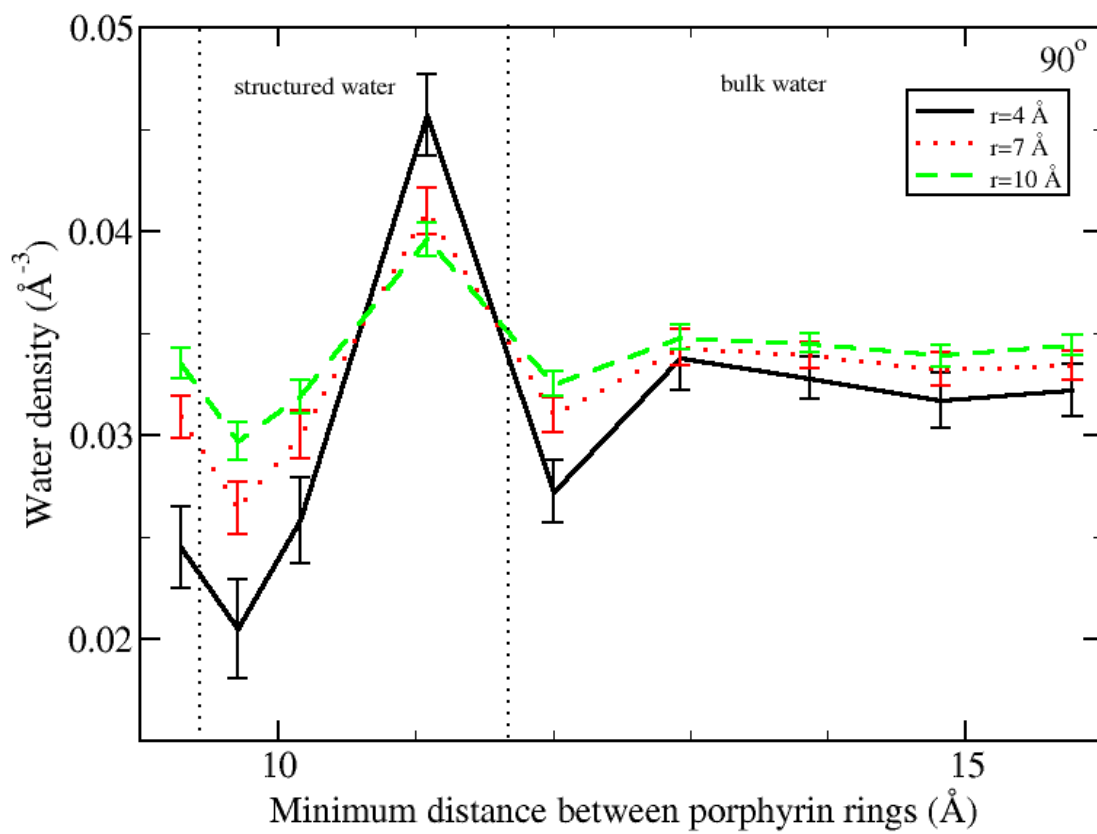 0.05
90°
structured water
bulk water
r=4 Å
r=7 Å
r=10 Å
0.04
0.03
0.02
Water density (Å⁻³)
10
15
Minimum distance between porphyrin rings (Å)